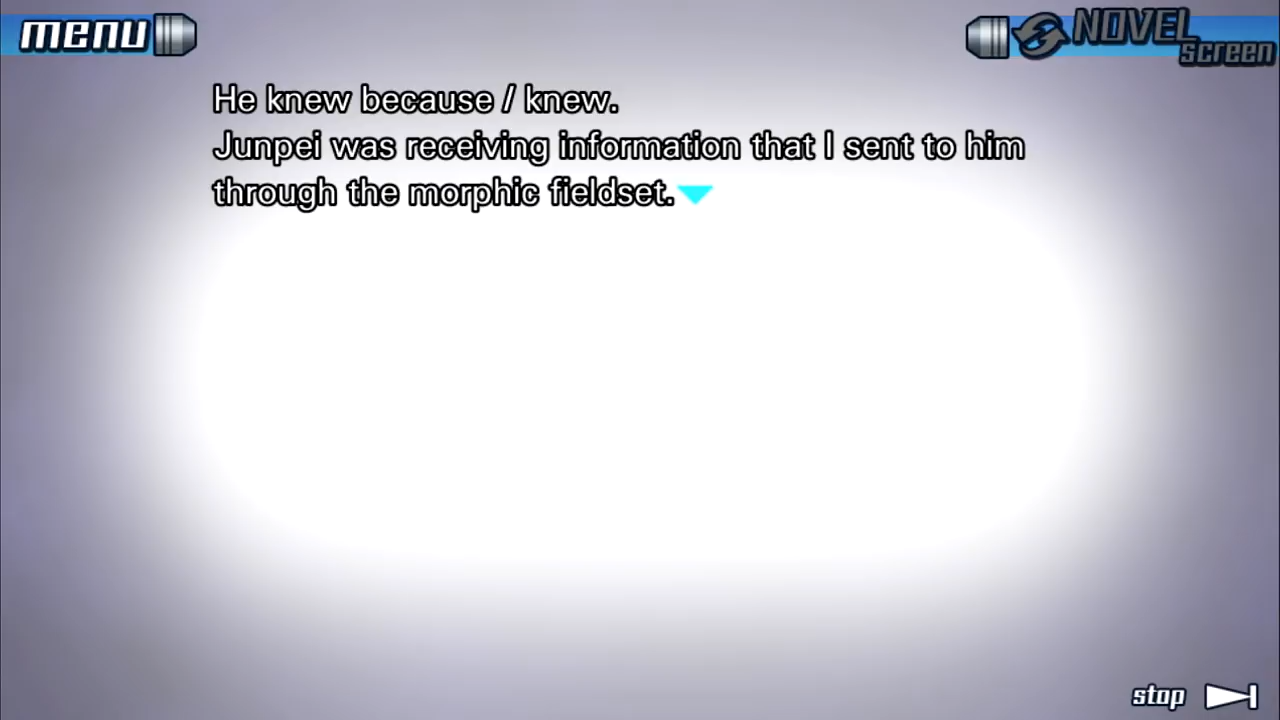 menu
NOVEL
screen
He knew because I knew.
Junpei was receiving information that I sent to him
through the morphic fieldset.
stop